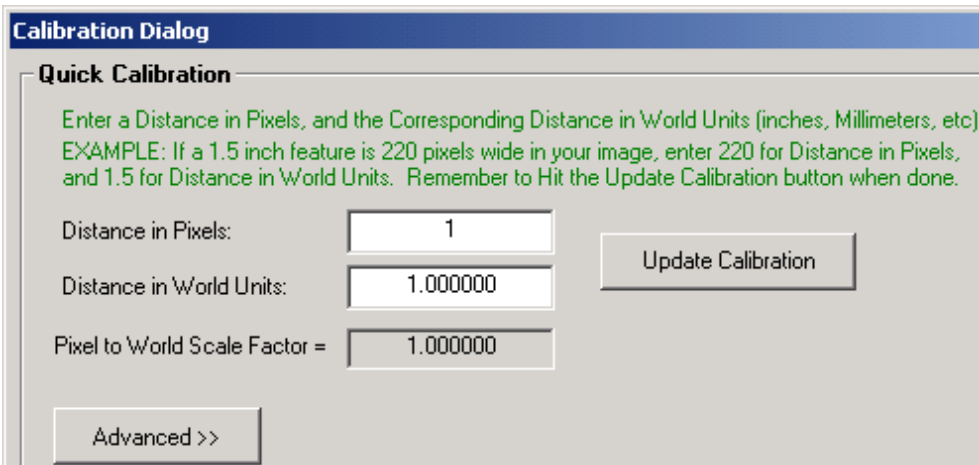 Calibration Dialog
Quick Calibration
Enter a Distance in Pixels, and the Corresponding Distance in World Units (inches, Millimeters, etc)
EXAMPLE: If a 1.5 inch feature is 220 pixels wide in your image, enter 220 for Distance in Pixels,
and 1.5 for Distance in World Units.  Remember to Hit the Update Calibration button when done.
Distance in Pixels: 1
Update Calibration
Distance in World Units: 1.000000
Pixel to World Scale Factor = 1.000000
Advanced >>